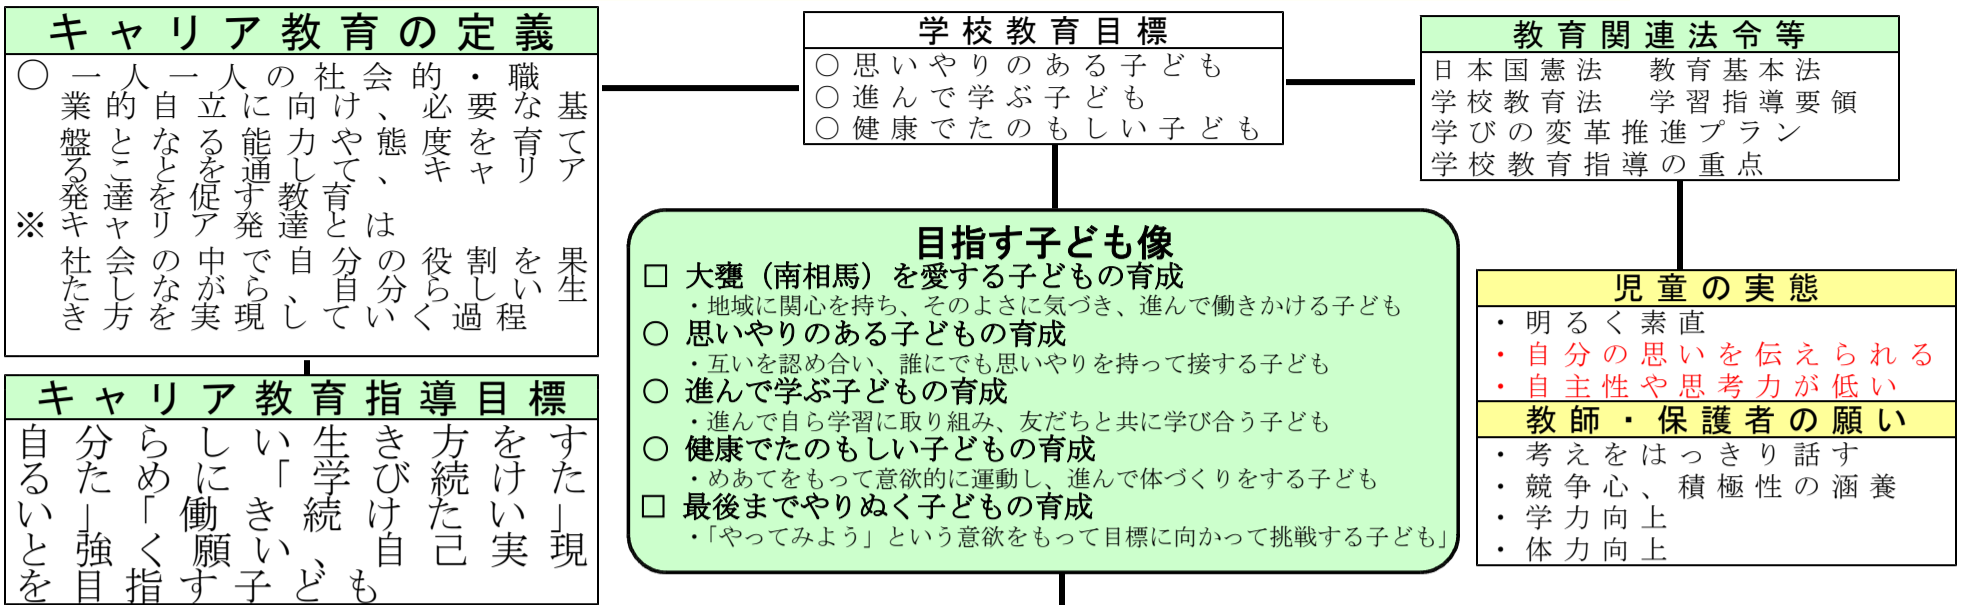 キャリア教育の定義
○一人一人の社会的・職
業的自立に向け、必要な基
盤となる能力や態度を育て
ることを通して、キャリア
発達を促す教育
※キャリア発達とは
社会の中で自分の役割を果
たしながら、自分らしい生
き方を実現していく過程
キャリア教育指導目標
自分らしい生き方をす
るために「学び続けた
い」「働き続けたい」
と強く願い、自己実現
を目指す子ども
学校教育目標
○思いやりのある子ども
○進んで学ぶ子ども
○健康でたのもしい子ども
目指す子ども像
□ 大甕（南相馬）を愛する子どもの育成
・地域に関心を持ち、そのよさに気づき、進んで働きかける子ども
○ 思いやりのある子どもの育成
・互いを認め合い、誰にでも思いやりを持って接する子ども
○ 進んで学ぶ子どもの育成
・進んで自ら学習に取り組み、友だちと共に学び合う子ども
○ 健康でたのもしい子どもの育成
・めあてをもって意欲的に運動し、進んで体づくりをする子ども
□ 最後までやりぬく子どもの育成
・「やってみよう」という意欲をもって目標に向かって挑戦する子ども」
教育関連法令等
日本国憲法　教育基本法
学校教育法　学習指導要領
学びの変革推進プラン
学校教育指導の重点
児童の実態
・明るく素直
・自分の思いを伝えられる
・自主性や思考力が低い
教師・保護者の願い
・考えをはっきり話す
・競争心、積極性の涵養
・学力向上
・体力向上